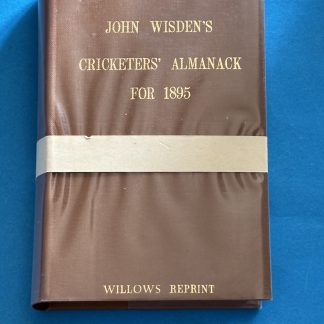 JOHN WISDEN'S
CRICKETERS' ALMANACK
FOR 1895
WILLOWS REPRINT